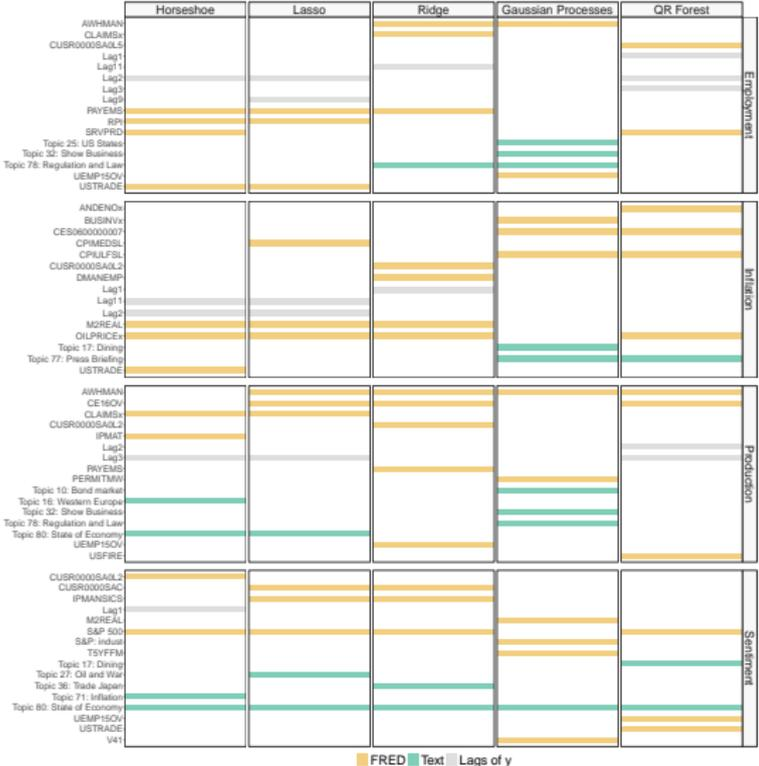 Horseshoe Lasso Ridge Gaussian Processes QR Forest
AWHMAN
CLAIMSx
CUSR0000SA0L5
Lag1
Lag11
Lag2
Lag3
Lag9
PAYEMS
RPI
SRVPRD
Topic 25: US States
Topic 32: Show Business
Topic 78: Regulation and Law
UEMP15OV
USTRADE
Employment
ANDENOx
BUSINVx
CES0600000007
CPIMEDSL
CPIULFSL
CUSR0000SA0L2
DMANEMP
Lag1
Lag11
Lag2
M2REAL
OILPRICEx
Topic 17: Dining
Topic 77: Press Briefing
USTRADE
Inflation
AWHMAN
CE16OV
CLAIMSx
CUSR0000SA0L2
IPMAT
Lag2
Lag3
PAYEMS
PERMITMW
Topic 10: Bond market
Topic 16: Western Europe
Topic 32: Show Business
Topic 78: Regulation and Law
Topic 80: State of Economy
UEMP15OV
USFIRE
Production
CUSR0000SA0L2
CUSR0000SAC
IPMANSICS
Lag1
M2REAL
S&P 500
S&P: indust
T5YFFM
Topic 17: Dining
Topic 27: Oil and War
Topic 36: Trade Japan
Topic 71: Inflation
Topic 80: State of Economy
UEMP15OV
USTRADE
V41
Sentiment
FRED Text Lags of y